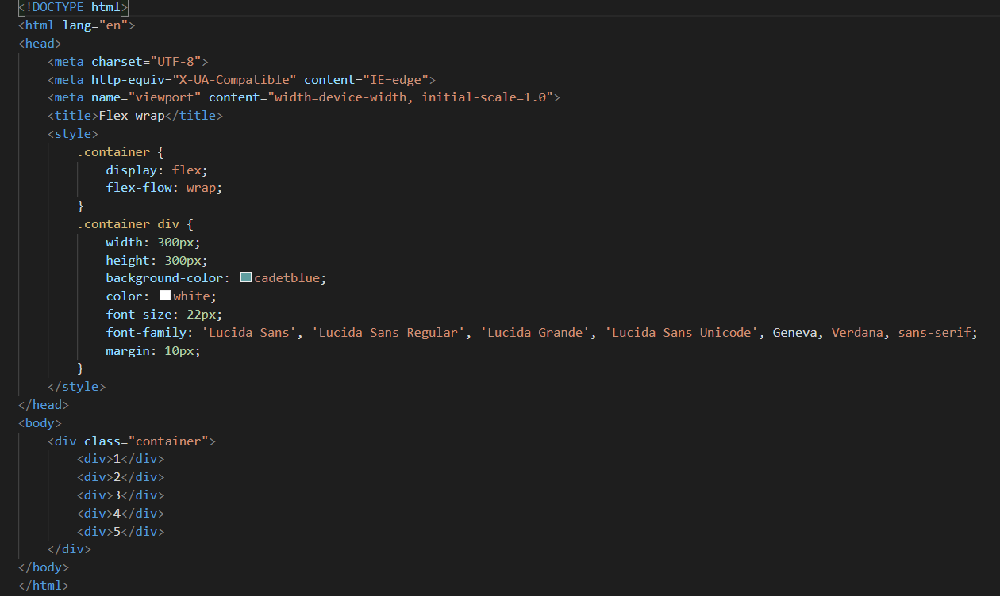 <!DOCTYPE html>
<html lang="en">
<head>
    <meta charset="UTF-8">
    <meta http-equiv="X-UA-Compatible" content="IE=edge">
    <meta name="viewport" content="width=device-width, initial-scale=1.0">
    <title>Flex wrap</title>
    <style>
        .container {
            display: flex;
            flex-flow: wrap;
        }
        .container div {
            width: 300px;
            height: 300px;
            background-color: cadetblue;
            color: white;
            font-size: 22px;
            font-family: 'Lucida Sans', 'Lucida Sans Regular', 'Lucida Grande', 'Lucida Sans Unicode', Geneva, Verdana, sans-serif;
            margin: 10px;
        }
    </style>
</head>
<body>
    <div class="container">
        <div>1</div>
        <div>2</div>
        <div>3</div>
        <div>4</div>
        <div>5</div>
    </div>
</body>
</html>